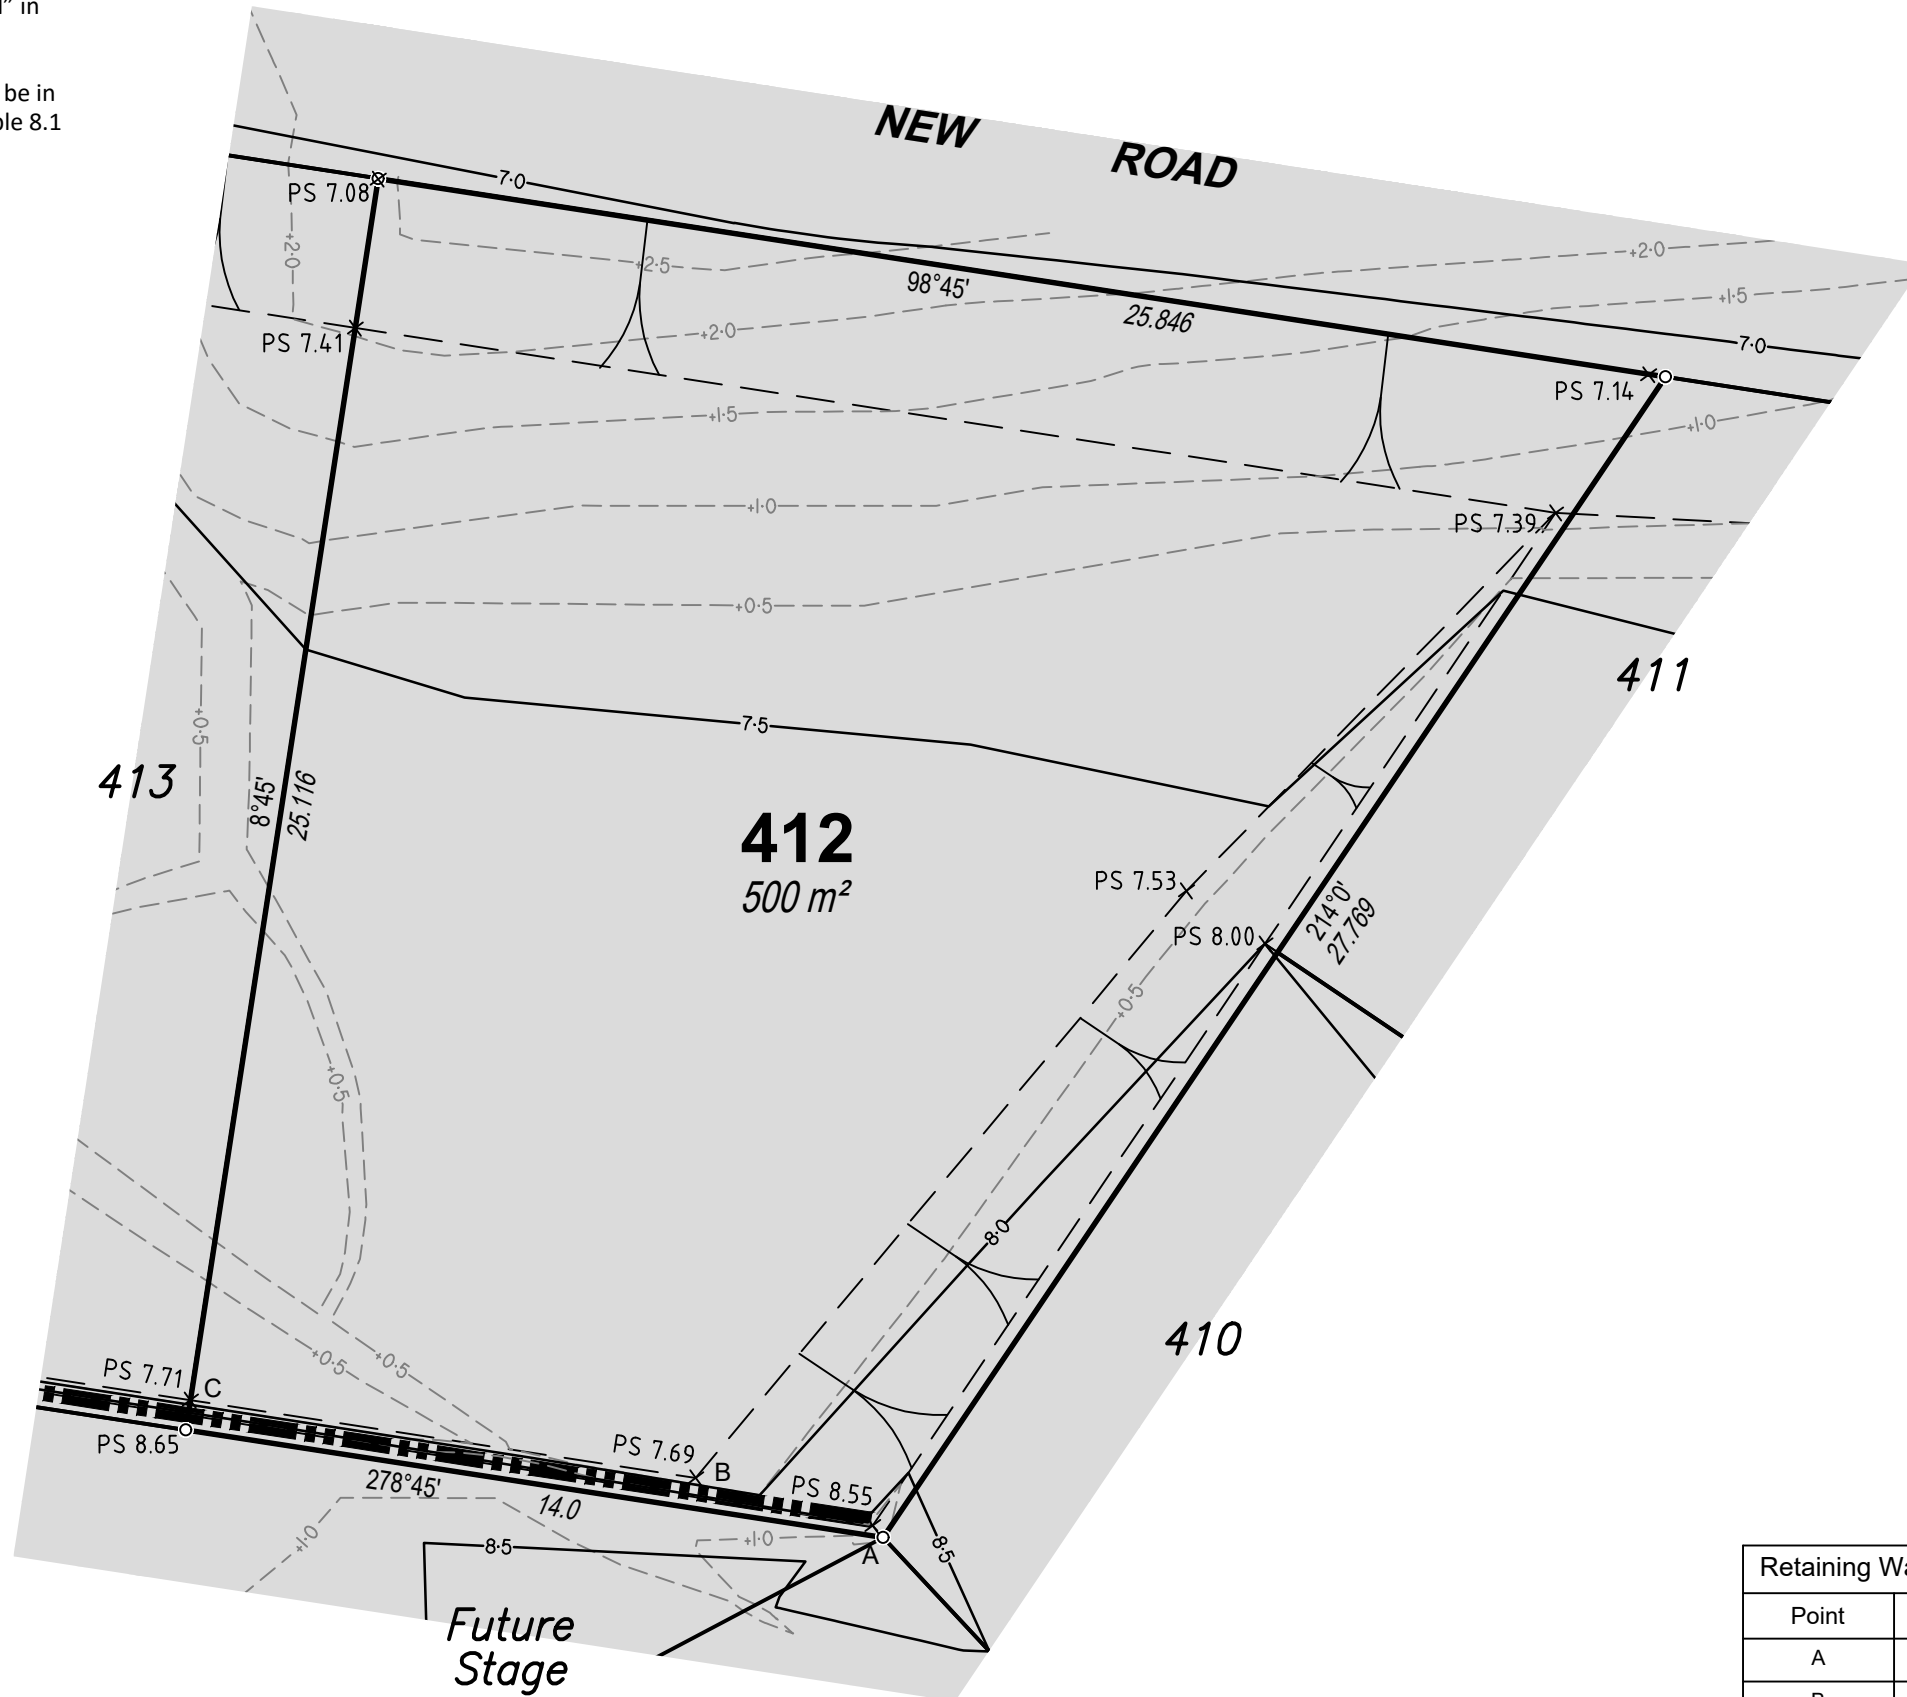 " in
be in
ble 8.1
NEW
ROAD
7·0
PS 7.08
+2·0
+2·5
+2·0
98°45'
25.846
+1·5
7·0
PS 7.41
+2·0
PS 7.14
+1·5
+1·0
+1·0
PS 7.39
+0·5
411
+0·5
7·5
413
8°45'
25.116
412
500 m²
PS 7.53
214°0'
27.769
PS 8.00
+0·5
+0·5
8·0
410
+0·5
+0·5
PS 7.71
C
PS 8.65
PS 7.69
B
PS 8.55
278°45'
14.0
+1·0
8·5
+1·0
A
8·5
Future
Stage
Retaining Wa
Point
A
B